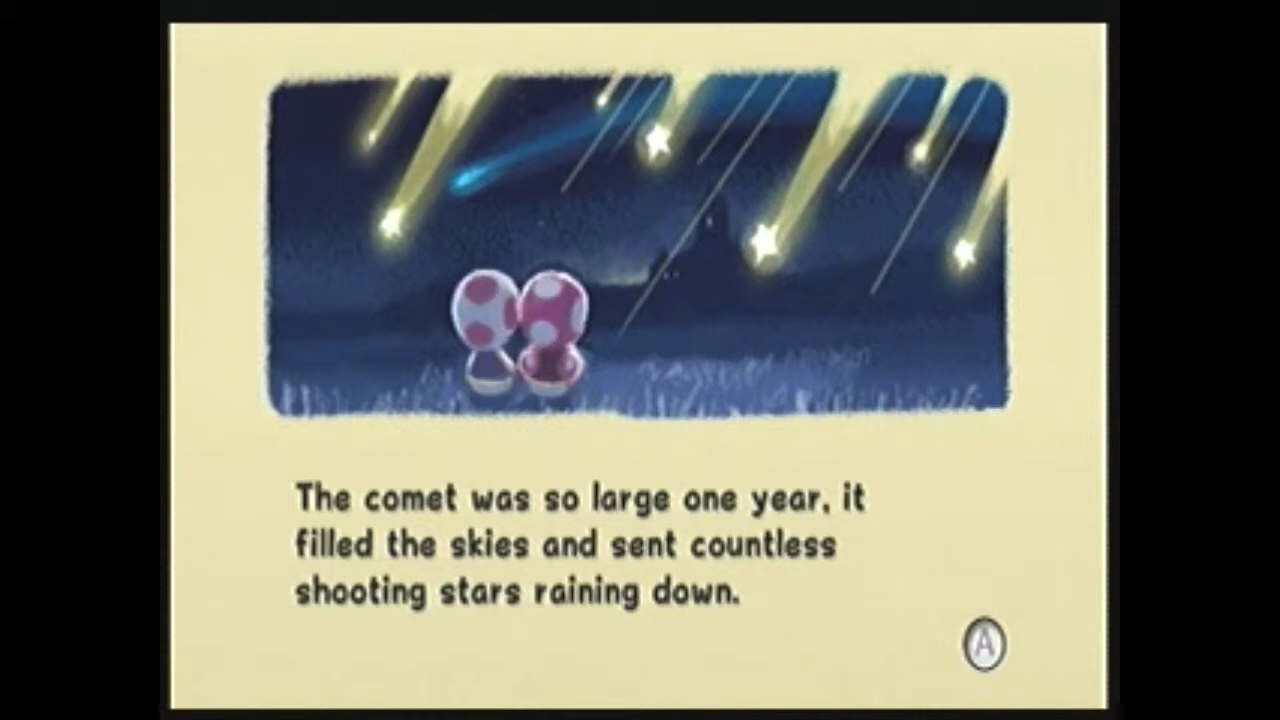 The comet was so large one year, it
filled the skies and sent countless
shooting stars raining down.
A